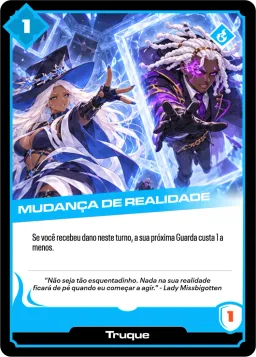 1
MUDANÇA DE REALIDADE
Se você recebeu dano neste turno, a sua próxima Guarda custa 1 a
menos.
"Não seja tão esquentadinho. Nada na sua realidade
ficará de pé quando eu começar a agir." - Lady Missbigotten
1
Truque